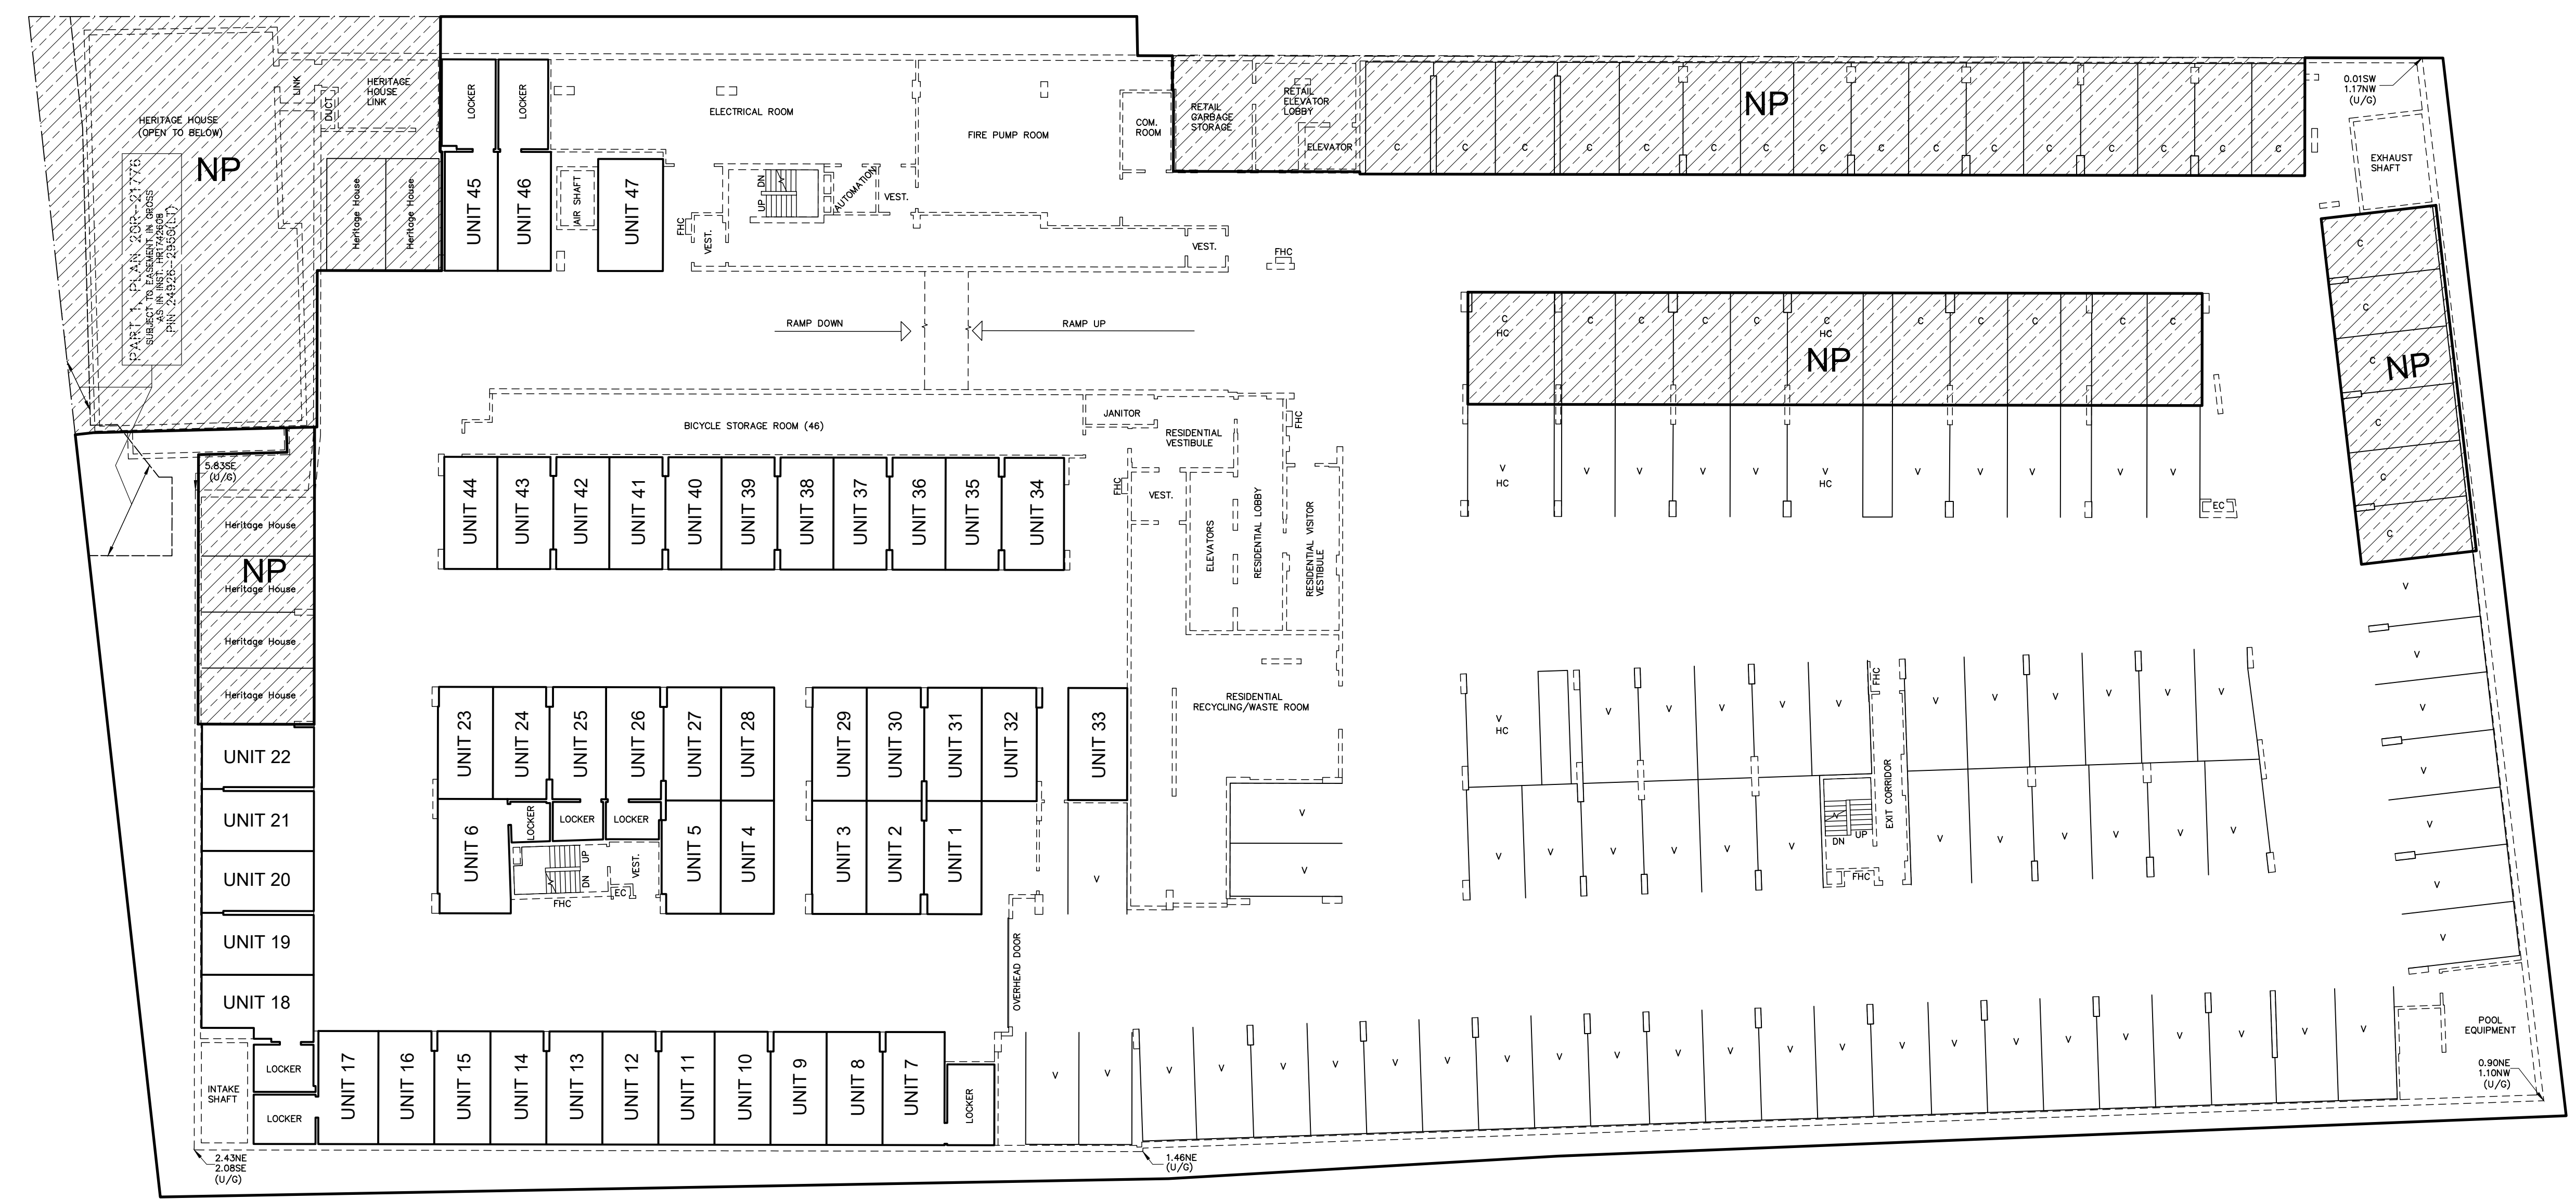 HERITAGE HOUSE
(OPEN TO BELOW)
NP
PART 1, PLAN 20R-21776
SUBJECT TO EASEMENT IN GROSS
AS IN INST. HR1742608
PIN 24926-2956(LT)
LINK
DUCT
HERITAGE
HOUSE
LINK
Heritage House
Heritage House
LOCKER
LOCKER
UNIT 45
UNIT 46
AIR SHAFT
UNIT 47
ELECTRICAL ROOM
FHC
VEST.
UP
DN
AUTOMATION
VEST.
FIRE PUMP ROOM
COM.
ROOM
VEST.
FHC
RETAIL
GARBAGE
STORAGE
RETAIL
ELEVATOR
LOBBY
ELEVATOR
NP
C C C C C C C C C C C C C C C C
0.01SW
1.17NW
(U/G)
EXHAUST
SHAFT
C
C
C
NP
C
C
C
RAMP DOWN
RAMP UP
C
HC
C C C C
C
HC
C C C C C
NP
V
HC
V V V V
V
HC
V V V V V
EC
BICYCLE STORAGE ROOM (46)
JANITOR
RESIDENTIAL
VESTIBULE
FHC
FHC
VEST.
ELEVATORS
RESIDENTIAL LOBBY
RESIDENTIAL VISITOR
VESTIBULE
5.83SE
(U/G)
Heritage House
NP
Heritage House
Heritage House
Heritage House
UNIT 44
UNIT 43
UNIT 42
UNIT 41
UNIT 40
UNIT 39
UNIT 38
UNIT 37
UNIT 36
UNIT 35
UNIT 34
UNIT 23
UNIT 24
UNIT 25
UNIT 26
UNIT 27
UNIT 28
UNIT 29
UNIT 30
UNIT 31
UNIT 32
UNIT 33
RESIDENTIAL
RECYCLING/WASTE ROOM
V
V
V
UNIT 6
LOCKER
LOCKER
LOCKER
UNIT 5
UNIT 4
UNIT 3
UNIT 2
UNIT 1
UP
DN
FHC
EC
VEST.
V
HC
V V V V V
FHC
V V V V V V
V V V V V V V
EXIT CORRIDOR
DN
UP
FHC
V V V V V V
V
V
V
V
V
V
V
UNIT 22
UNIT 21
UNIT 20
UNIT 19
UNIT 18
LOCKER
LOCKER
INTAKE
SHAFT
UNIT 17
UNIT 16
UNIT 15
UNIT 14
UNIT 13
UNIT 12
UNIT 11
UNIT 10
UNIT 9
UNIT 8
UNIT 7
LOCKER
OVERHEAD DOOR
V V V V V V V V V V V V V V V V V V V V V V V V
POOL
EQUIPMENT
0.90NE
1.10NW
(U/G)
2.43NE
2.08SE
(U/G)
1.46NE
(U/G)